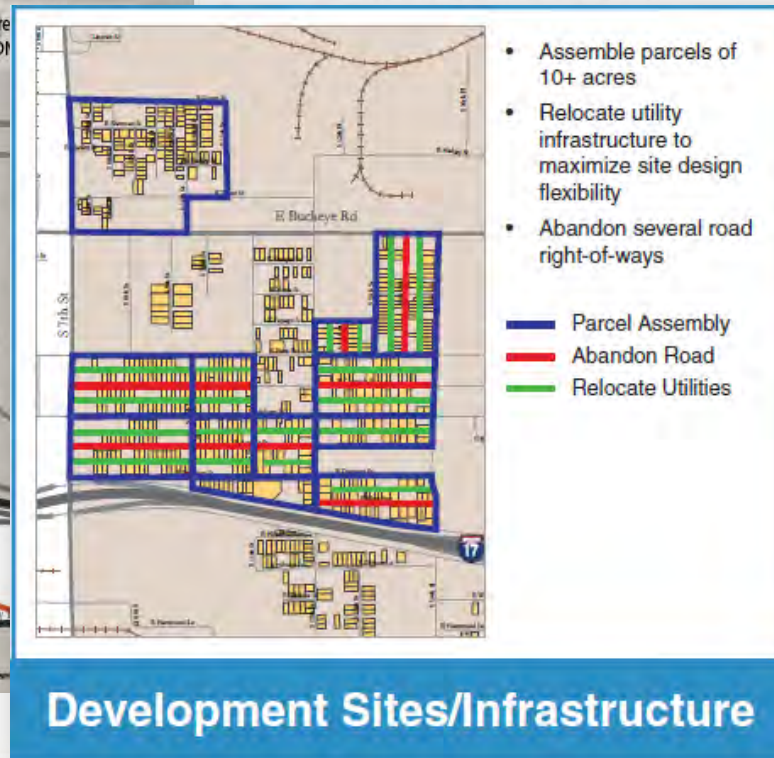 • Assemble parcels of
10+ acres
• Relocate utility
infrastructure to
maximize site design
flexibility
• Abandon several road
right-of-ways
Parcel Assembly
Abandon Road
Relocate Utilities
E Buckeye Rd
S 7th St
17
Development Sites/Infrastructure